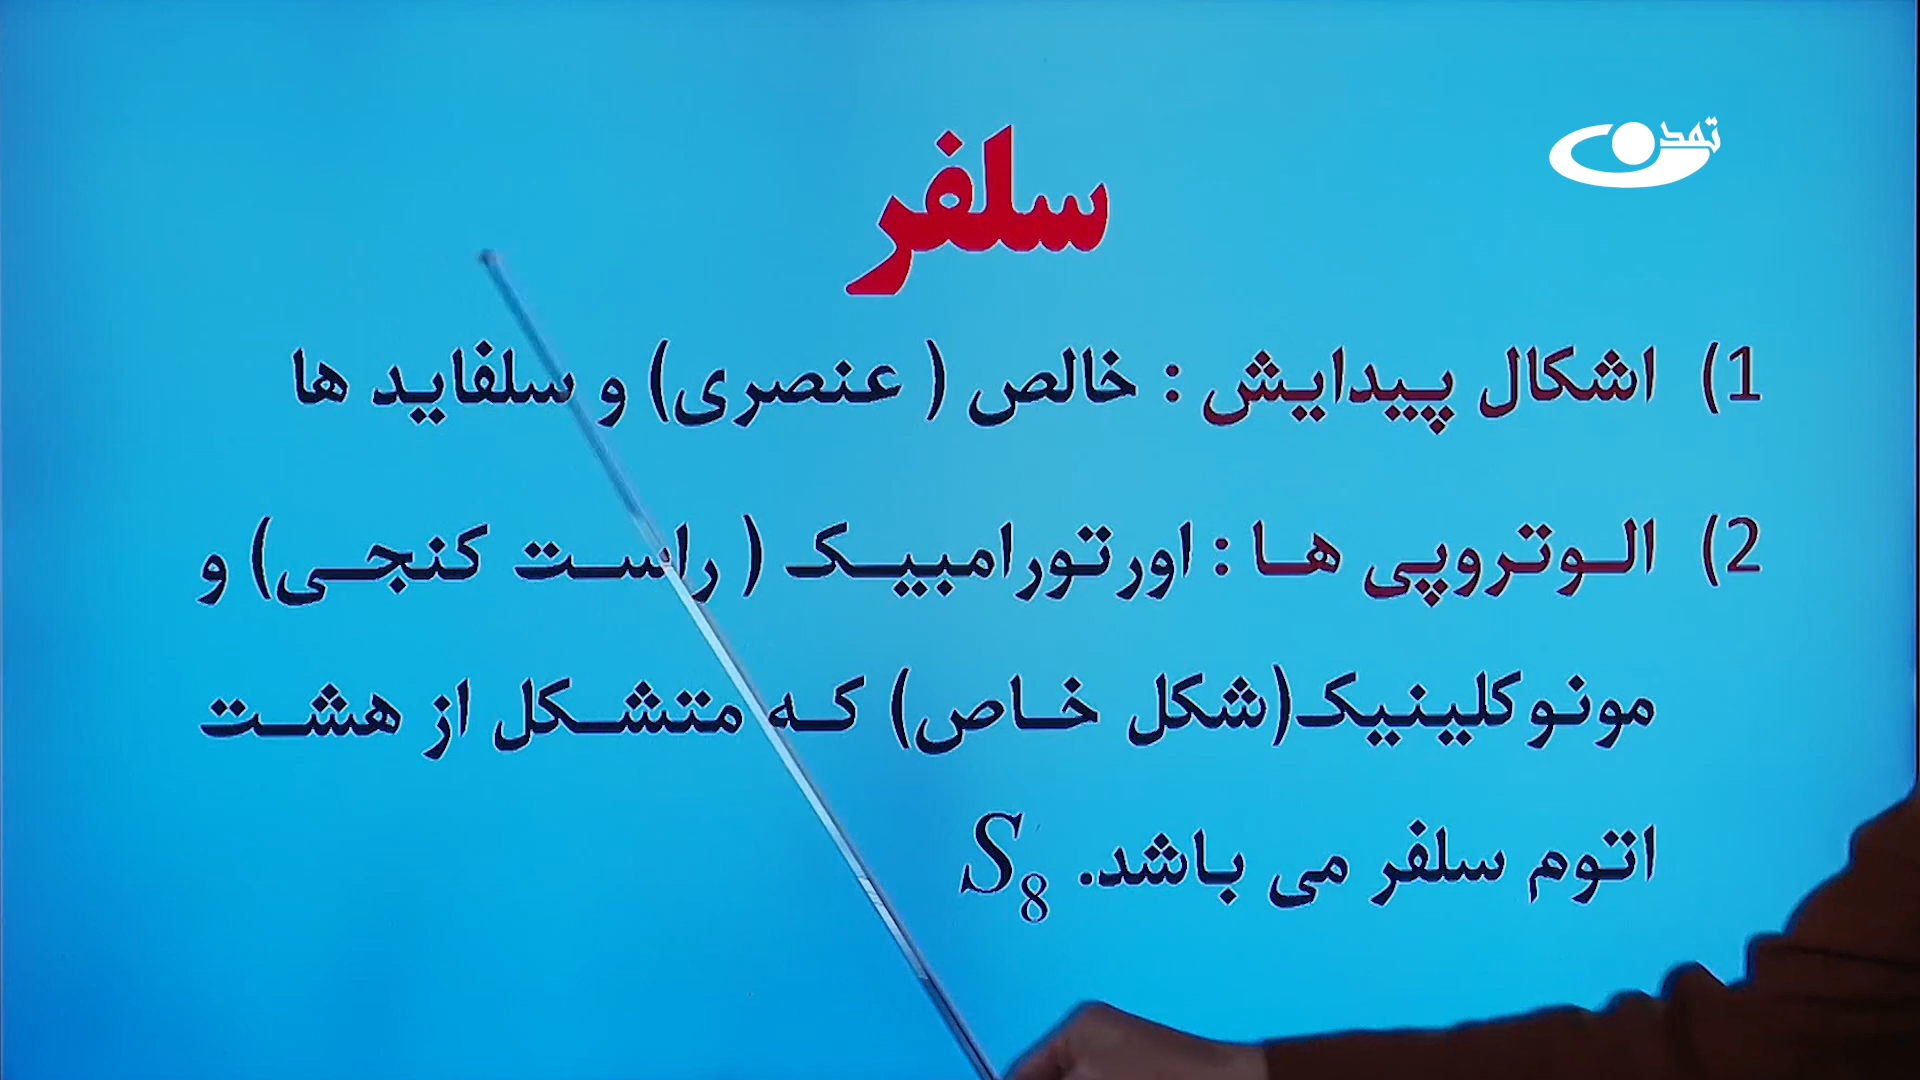 تمدن
سلفر
1) اشکال پیدایش : خالص ( عنصری) و سلفاید ها
2) الوتروپی ها : اورتورامبیک ( راست کنجی) و
مونوکلینیک(شکل خاص) که متشکل از هشت
اتوم سلفر می باشد. S₈